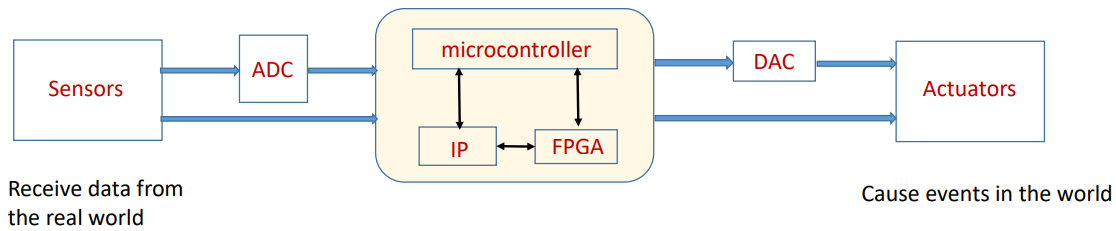 Sensors
ADC
microcontroller
IP
FPGA
DAC
Actuators
Receive data from
the real world
Cause events in the world